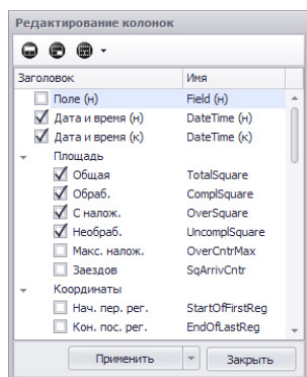 Редактирование колонок
Заголовок Имя
Поле (н) Field (н)
Дата и время (н) DateTime (н)
Дата и время (к) DateTime (к)
Площадь
Общая TotalSquare
Обраб. ComplSquare
С налож. OverSquare
Необраб. UncomplSquare
Макс. налож. OverCntrMax
Заездов SqArrivCntr
Координаты
Нач. пер. рег. StartOfFirstReg
Кон. пос. рег. EndOfLastReg
Применить Закрыть